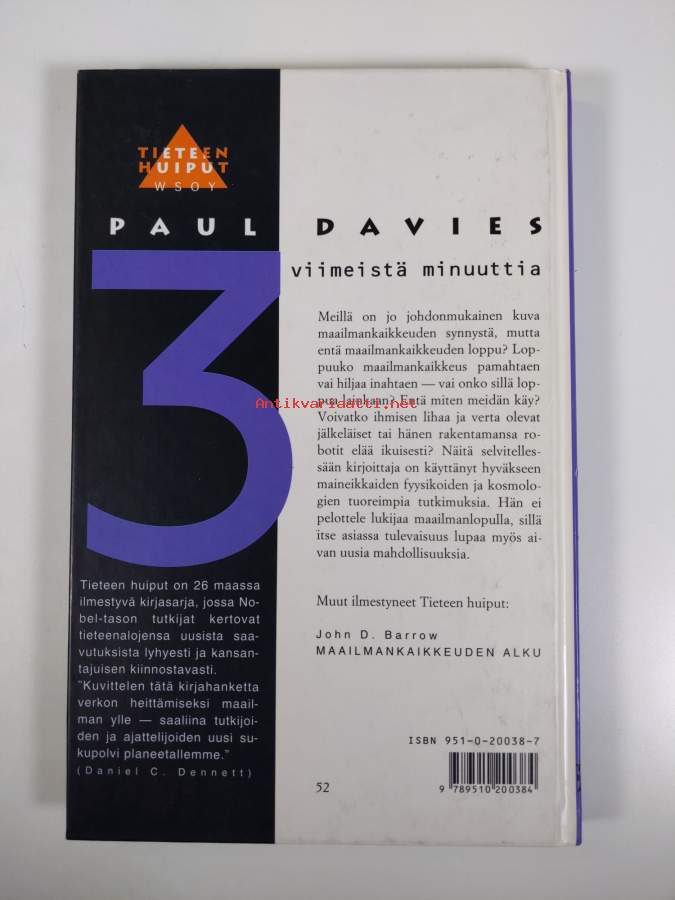 TIETEEN
HUIPUT
WSOY
PAUL DAVIES
3
viimeistä minuuttia
Meillä on jo johdonmukainen kuva
maailmankaikkeuden synnystä, mutta
entä maailmankaikkeuden loppu? Lop-
puuko maailmankaikkeus pamahtaen
vai hiljaa inahtaen — vai onko sillä lop-
pua lainkaan? Entä miten meidän käy?
Antikvariaatti.net
Voivatko ihmisen lihaa ja verta olevat
jälkeläiset tai hänen rakentamansa ro-
botit elää ikuisesti? Näitä selvitelles-
sään kirjoittaja on käyttänyt hyväkseen
maineikkaiden fyysikoiden ja kosmolo-
gien tuoreimpia tutkimuksia. Hän ei
pelottele lukijaa maailmanlopulla, sillä
itse asiassa tulevaisuus lupaa myös ai-
van uusia mahdollisuuksia.
Muut ilmestyneet Tieteen huiput:
John D. Barrow
MAAILMANKAIKKEUDEN ALKU
Tieteen huiput on 26 maassa
ilmestyvä kirjasarja, jossa No-
bel-tason tutkijat kertovat
tieteenalojensa uusista saa-
vutuksista lyhyesti ja kansan-
tajuisen kiinnostavasti.
"Kuvittelen tätä kirjahanketta
verkon heittämiseksi maail-
man ylle — saaliina tutkijoi-
den ja ajattelijoiden uusi su-
kupolvi planeetallemme."
(Daniel C. Dennett)
ISBN 951-0-20038-7
52
9 789510 200384